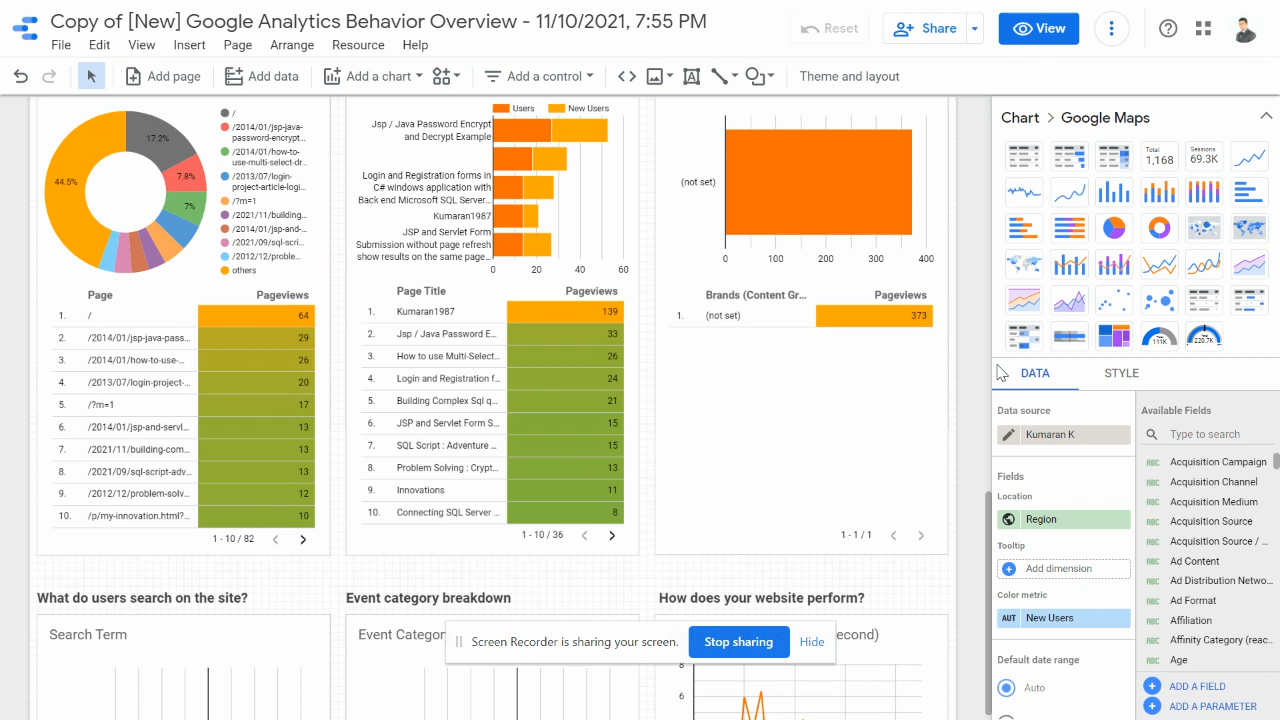 Copy of [New] Google Analytics Behavior Overview - 11/10/2021, 7:55 PM
Reset
Share
View
File Edit View Insert Page Arrange Resource Help
Add page
Add data
Add a chart
Add a control
Theme and layout
17.2%
7.8%
7%
44.5%
/
/2014/01/jsp-java-
password-encrypt...
/2014/01/how-to-
use-multi-select-dr...
/2013/07/login-
project-article-logi...
/?m=1
/2021/11/building...
/2014/01/jsp-and-...
/2021/09/sql-scri...
/2012/12/proble...
others
Page Pageviews
1. / 64
2. /2014/01/jsp-java-pass... 29
3. /2014/01/how-to-use-... 26
4. /2013/07/login-project-... 20
5. /?m=1 17
6. /2014/01/jsp-and-servl... 13
7. /2021/11/building-com... 13
8. /2021/09/sql-script-adv... 13
9. /2012/12/problem-solv... 12
10. /p/my-innovation.html?... 10
1 - 10 / 82
Users New Users
Jsp / Java Password Encrypt
and Decrypt Example
Login and Registration forms in
C# windows application with
Back end Microsoft SQL Server...
Kumaran1987
JSP and Servlet Form
Submission without page refresh
show results on the same page...
0 20 40 60
Page Title Pageviews
1. Kumaran1987 139
2. Jsp / Java Password E... 33
3. How to use Multi-Select... 26
4. Login and Registration f... 24
5. Building Complex Sql q... 21
6. JSP and Servlet Form S... 15
7. SQL Script : Adventure ... 15
8. Problem Solving : Crypt... 13
9. Innovations 11
10. Connecting SQL Server ... 8
1 - 10 / 36
(not set)
0 100 200 300 400
Brands (Content Gr... Pageviews
1. (not set) 373
1 - 1 / 1
What do users search on the site?
Event category breakdown
How does your website perform?
Search Term
Event Categor
econd)
8
6
Screen Recorder is sharing your screen.
Stop sharing
Hide
Chart > Google Maps
Total
1,168
Sessions
69.3K
111K
220.7K
DATA STYLE
Data source
Kumaran K
Fields
Location
Region
Tooltip
Add dimension
Color metric
AUT New Users
Default date range
Auto
Available Fields
Type to search
ABC Acquisition Campaign
ABC Acquisition Channel
ABC Acquisition Medium
ABC Acquisition Source
ABC Acquisition Source / ...
ABC Ad Content
ABC Ad Distribution Netwo...
ABC Ad Format
ABC Affiliation
ABC Affinity Category (reac...
ABC Age
ADD A FIELD
ADD A PARAMETER